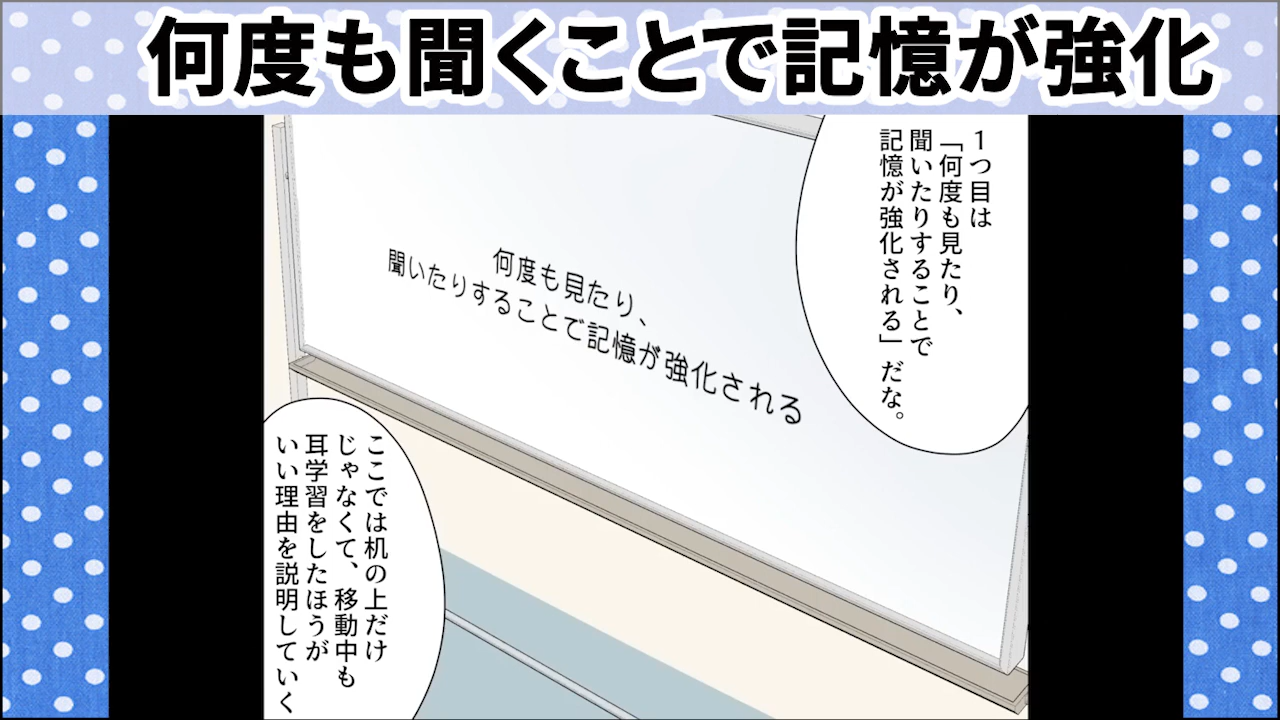 何度も聞くことで記憶が強化
1つ目は
「何度も見たり、
聞いたりすることで
記憶が強化される」だな。
何度も見たり、
聞いたりすることで記憶が強化される
ここでは机の上だけ
じゃなくて、移動中も
耳学習をしたほうが
いい理由を説明していく